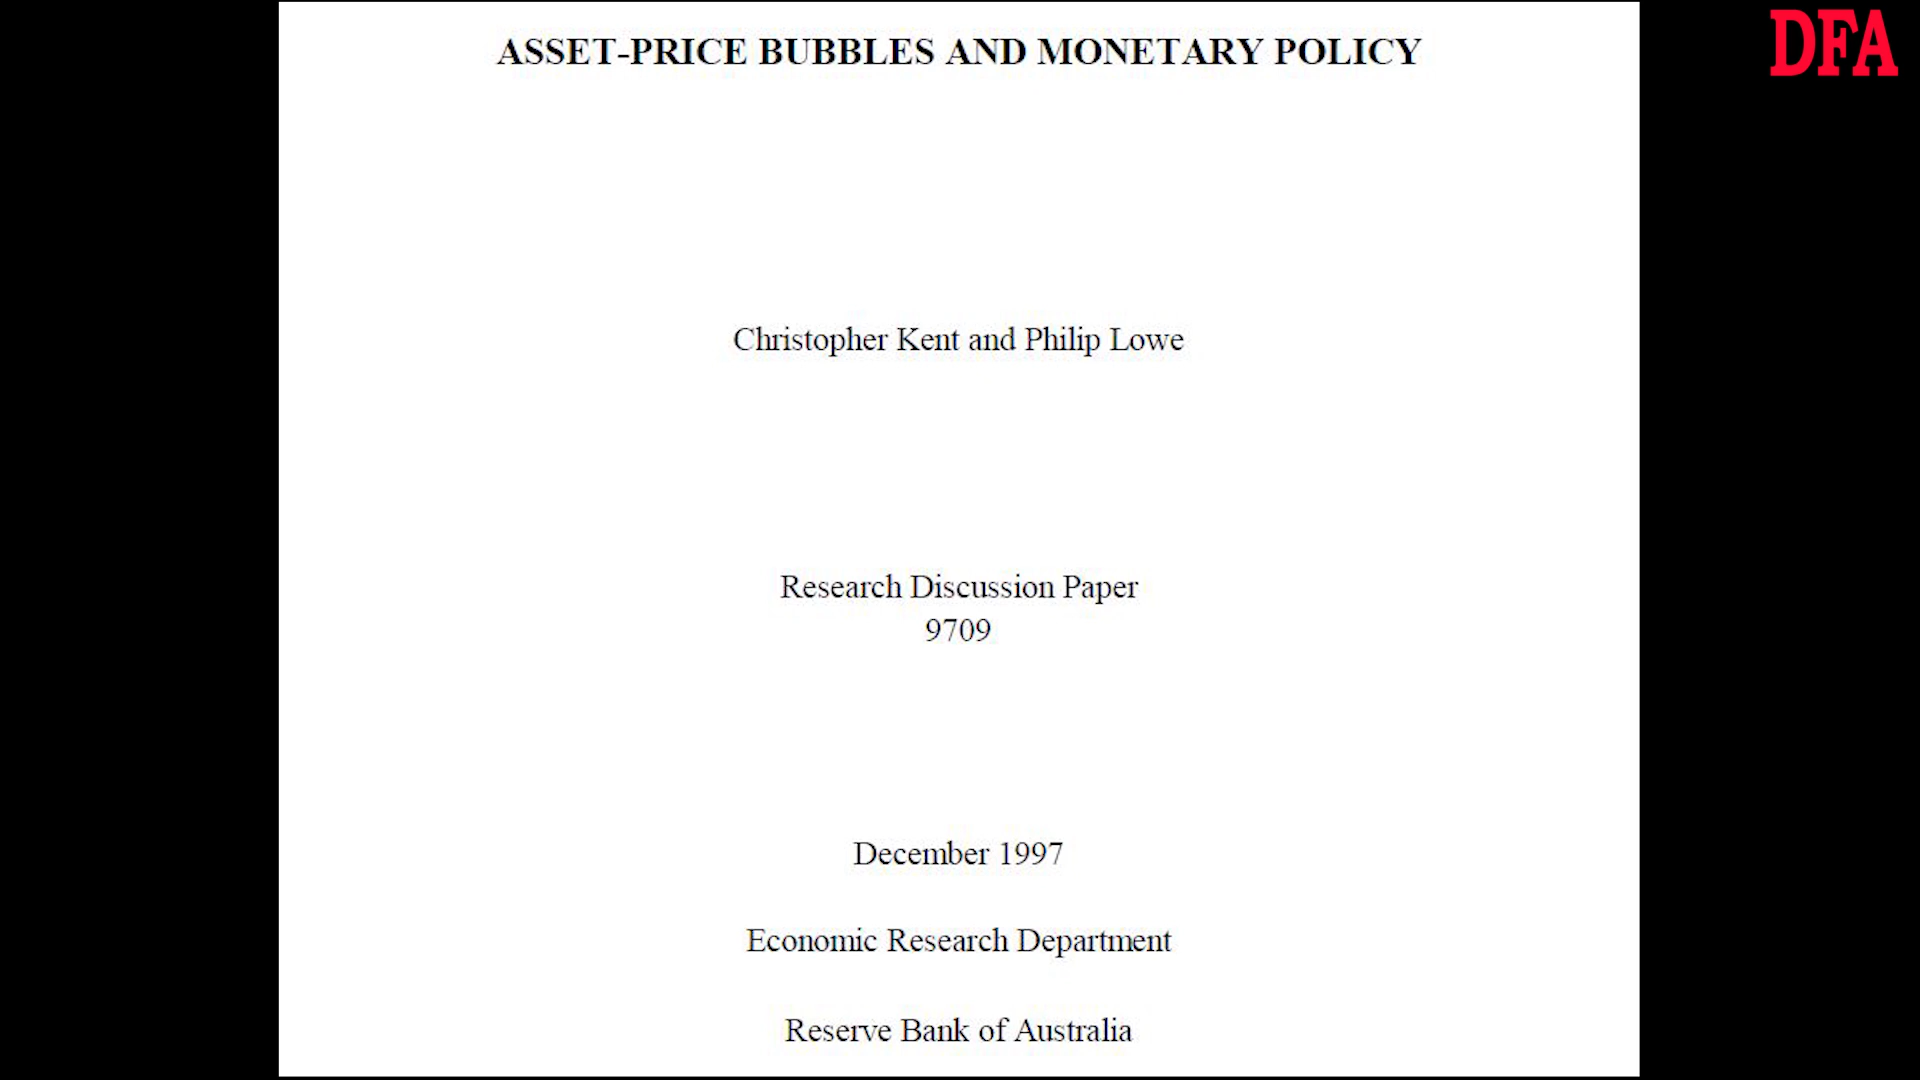 ASSET-PRICE BUBBLES AND MONETARY POLICY
DFA
Christopher Kent and Philip Lowe
Research Discussion Paper
9709
December 1997
Economic Research Department
Reserve Bank of Australia